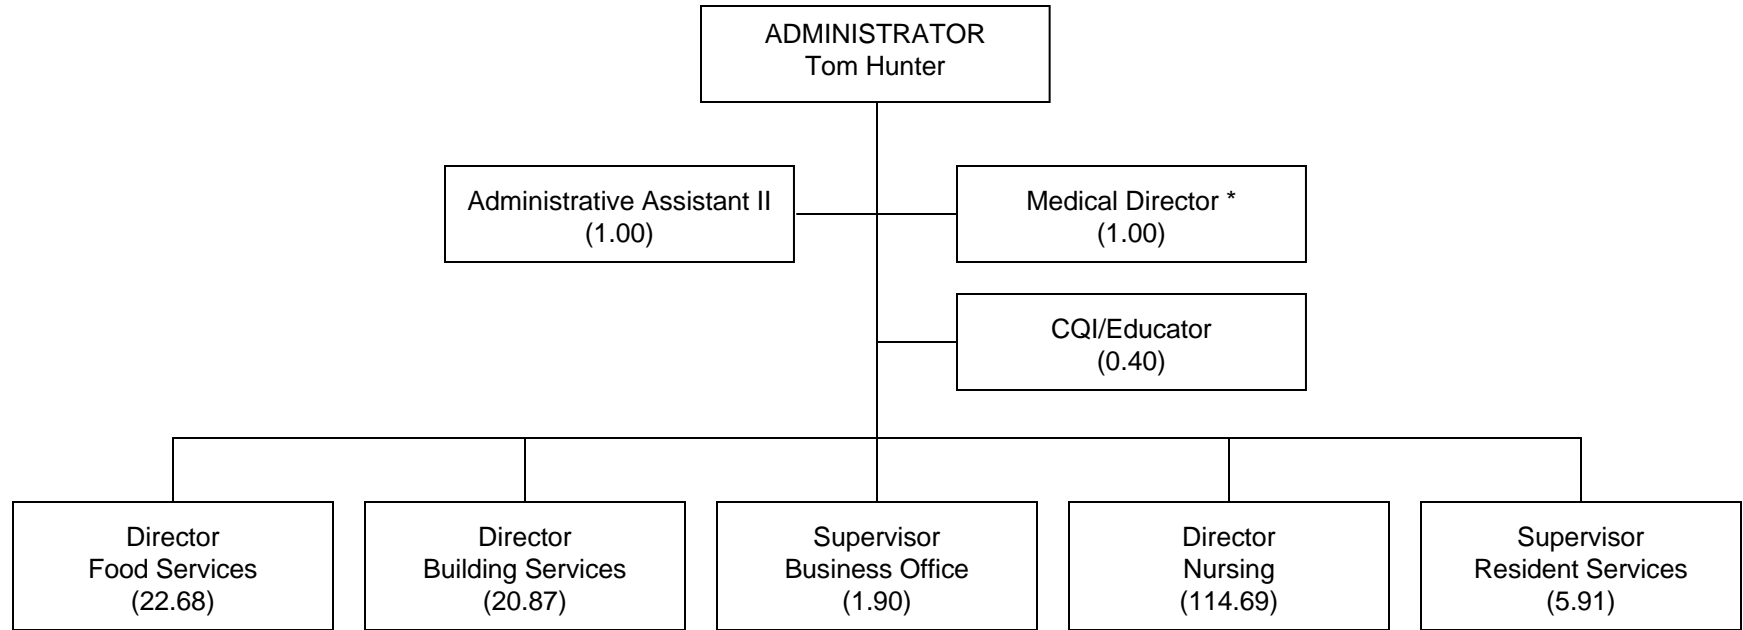 ADMINISTRATOR
Tom Hunter
Administrative Assistant II
(1.00)
Medical Director *
(1.00)
CQI/Educator
(0.40)
Director
Food Services
(22.68)
Director
Building Services
(20.87)
Supervisor
Business Office
(1.90)
Director
Nursing
(114.69)
Supervisor
Resident Services
(5.91)